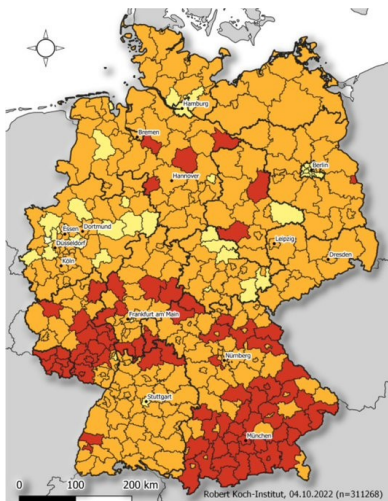 Hamburg
Bremen
Berlin
Hannover
Essen
Dortmund
Düsseldorf
Leipzig
Köln
Dresden
Frankfurt am Main
Nürnberg
Stuttgart
München
0 100 200 km
Robert Koch-Institut, 04.10.2022 (n=311268)